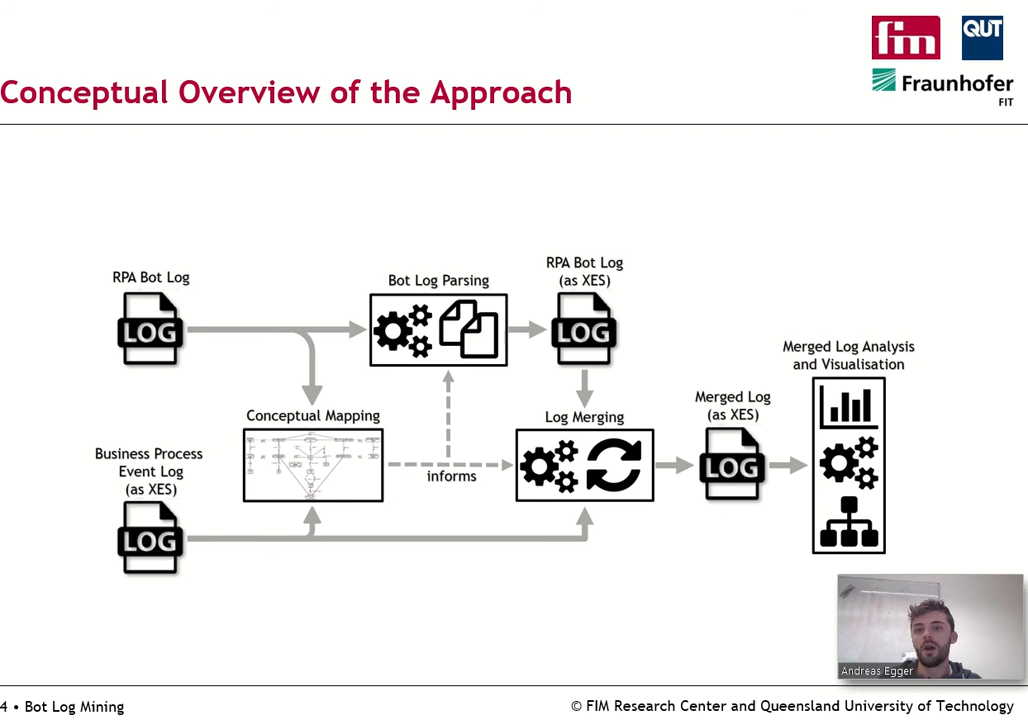 fim
QUT
Fraunhofer
FIT
Conceptual Overview of the Approach
RPA Bot Log
LOG
Bot Log Parsing
RPA Bot Log
(as XES)
LOG
Conceptual Mapping
Business Process
Event Log
(as XES)
LOG
informs
Log Merging
Merged Log
(as XES)
LOG
Merged Log Analysis
and Visualisation
Andreas Egger
4 • Bot Log Mining
© FIM Research Center and Queensland University of Technology